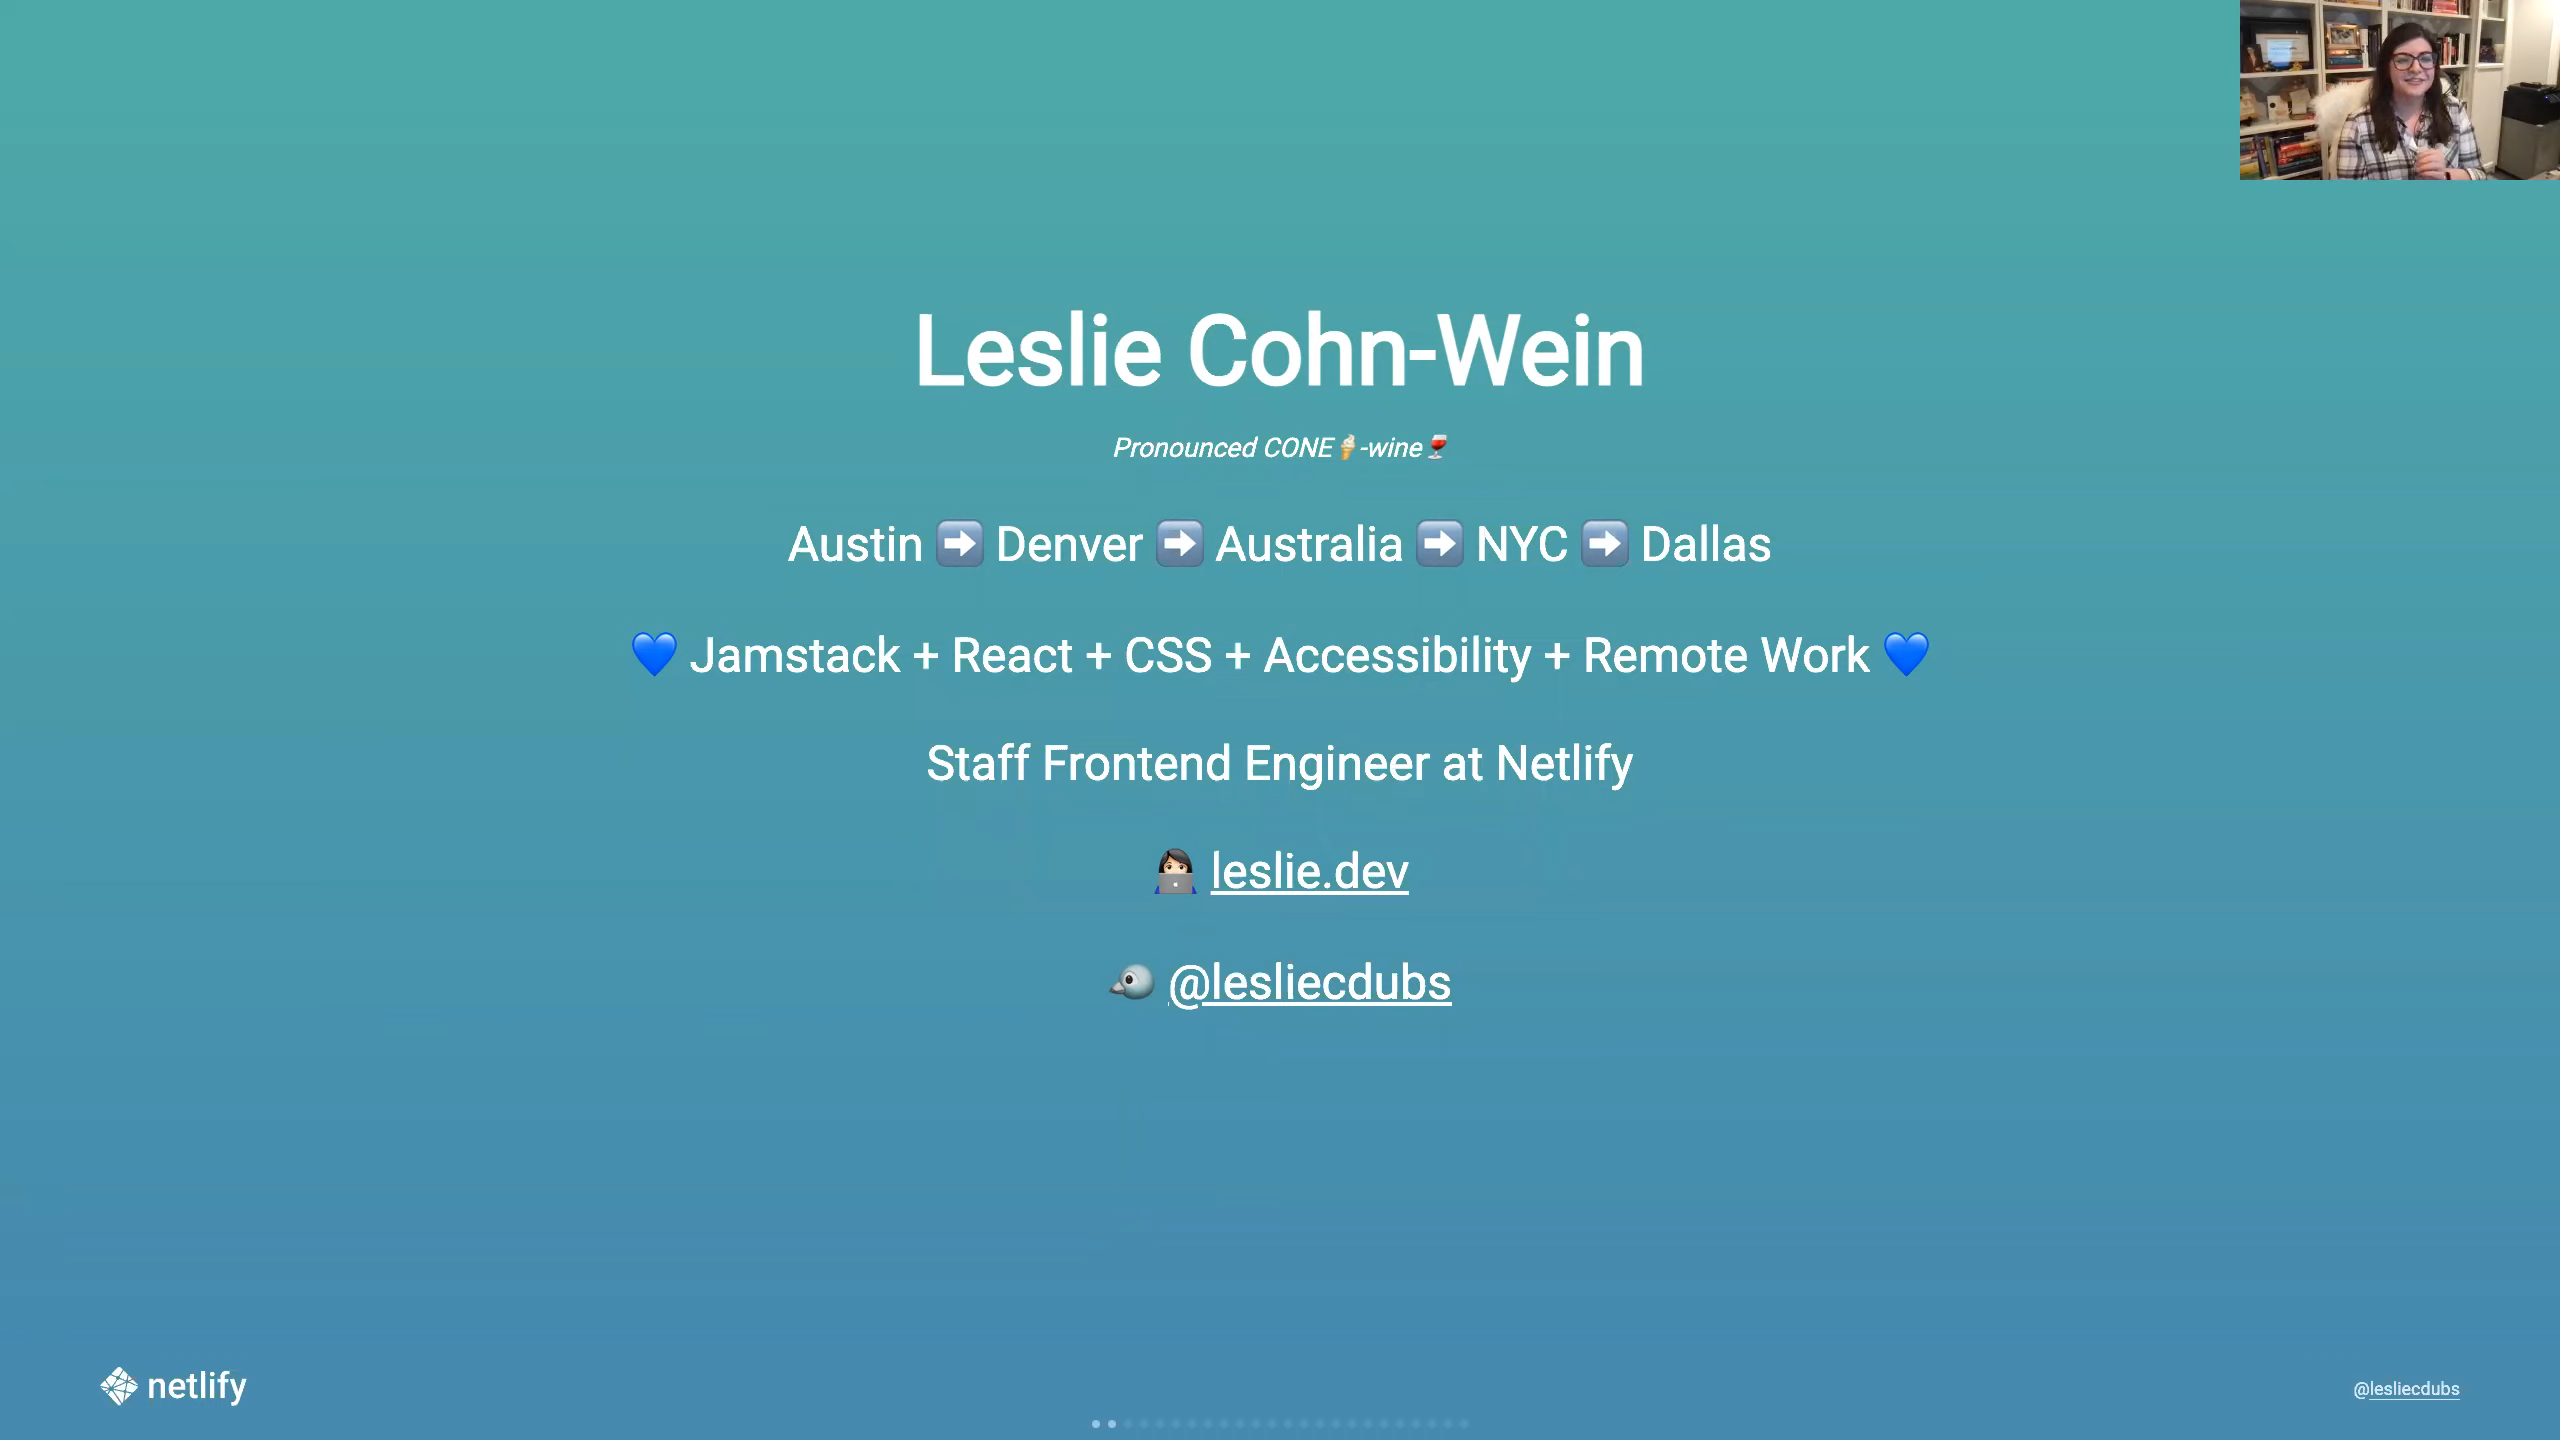 Leslie Cohn-Wein
Pronounced CONE🍦-wine🍷
Austin ➡️ Denver ➡️ Australia ➡️ NYC ➡️ Dallas
💙 Jamstack + React + CSS + Accessibility + Remote Work 💙
Staff Frontend Engineer at Netlify
👩🏻‍💻 leslie.dev
🐦 @lesliecdubs
netlify
@lesliecdubs